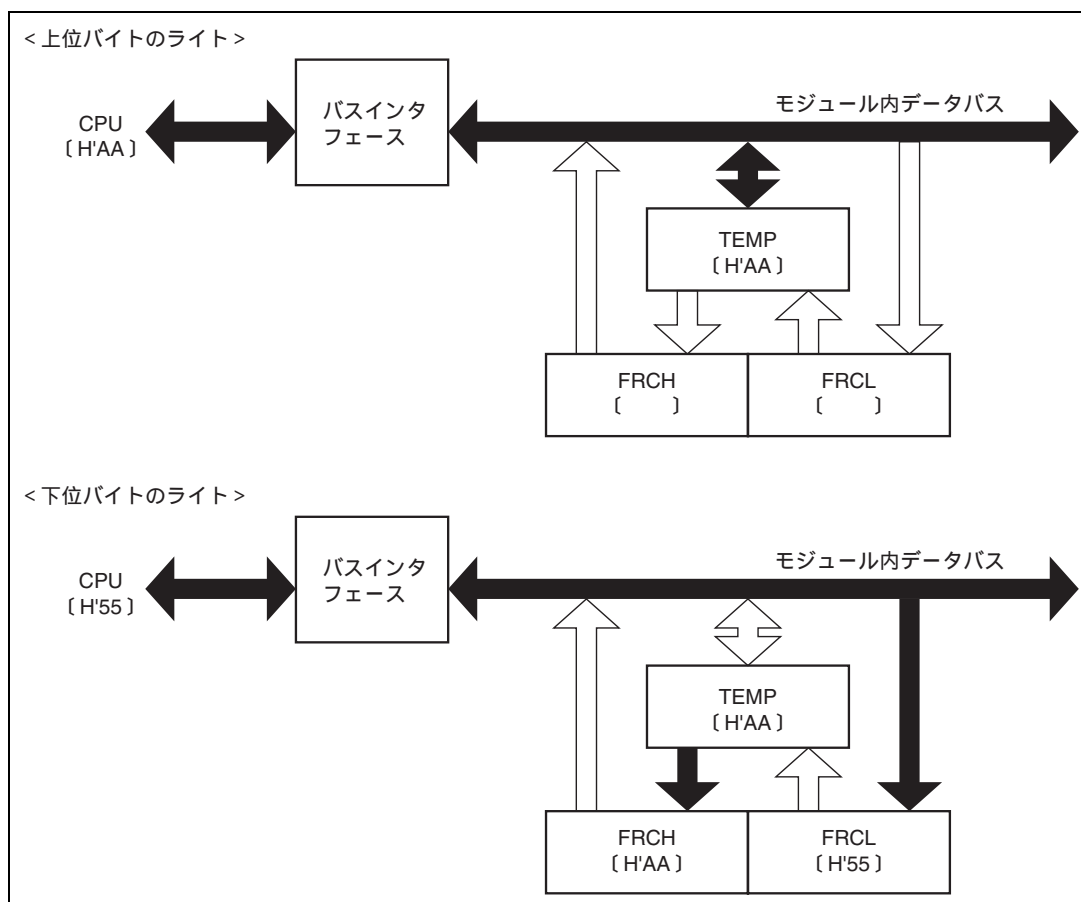 <上位バイトのライト>
CPU
〔H'AA〕
バスインタ
フェース
モジュール内データバス
TEMP
〔H'AA〕
FRCH
〔　　〕
FRCL
〔　　〕
<下位バイトのライト>
CPU
〔H'55〕
バスインタ
フェース
モジュール内データバス
TEMP
〔H'AA〕
FRCH
〔H'AA〕
FRCL
〔H'55〕